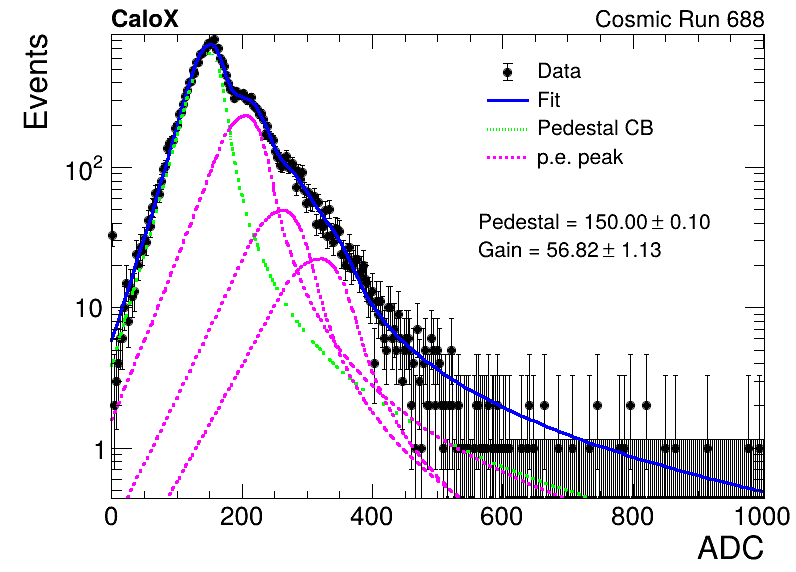 CaloX Cosmic Run 688
Events
Data
Fit
Pedestal CB
p.e. peak
Pedestal = 150.00 ± 0.10
Gain = 56.82 ± 1.13
10²
10
1
0 200 400 600 800 1000
ADC